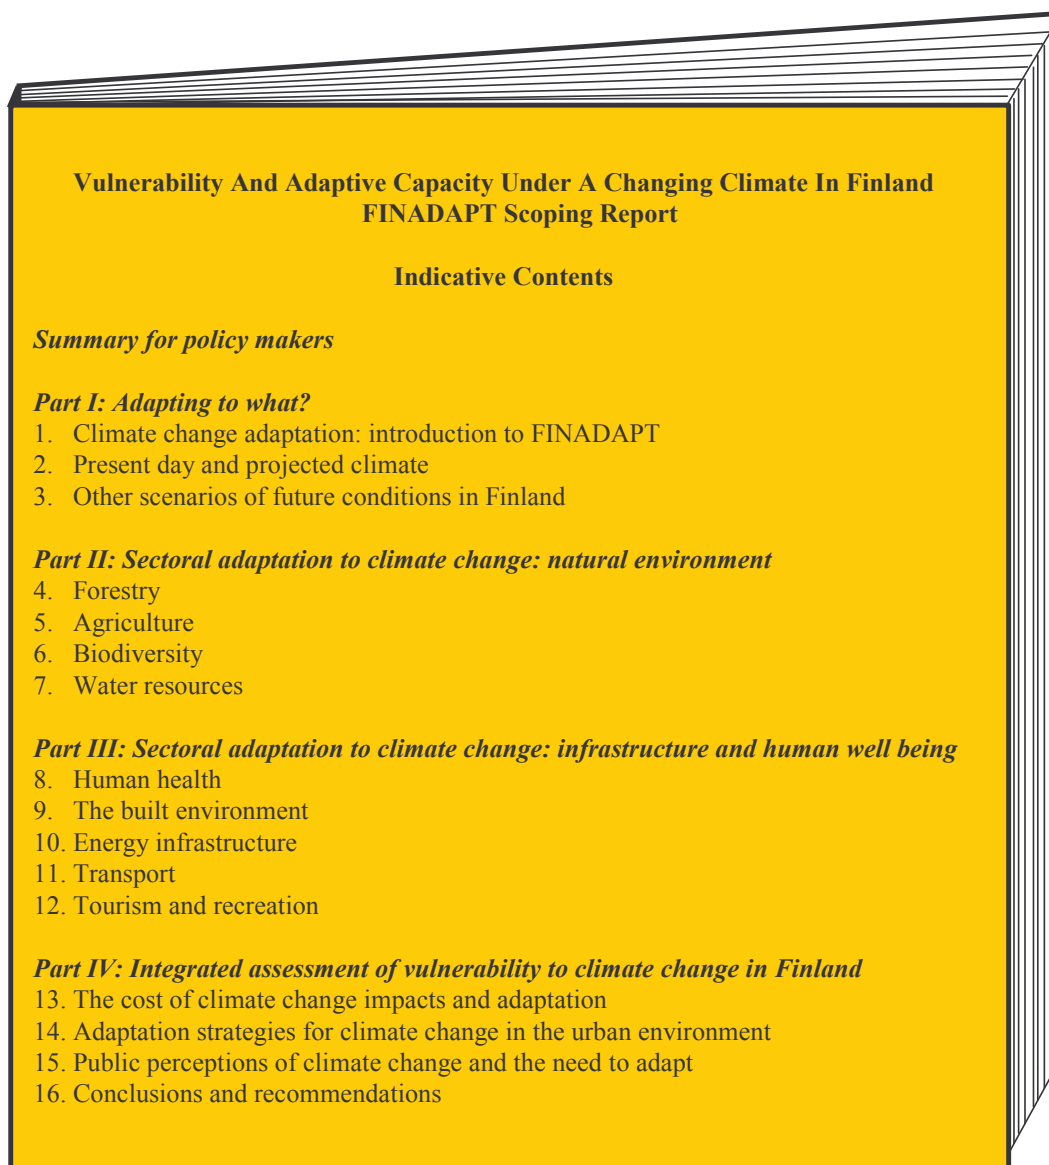 Vulnerability And Adaptive Capacity Under A Changing Climate In Finland
FINADAPT Scoping Report
Indicative Contents
Summary for policy makers
Part I: Adapting to what?
1. Climate change adaptation: introduction to FINADAPT
2. Present day and projected climate
3. Other scenarios of future conditions in Finland
Part II: Sectoral adaptation to climate change: natural environment
4. Forestry
5. Agriculture
6. Biodiversity
7. Water resources
Part III: Sectoral adaptation to climate change: infrastructure and human well being
8. Human health
9. The built environment
10. Energy infrastructure
11. Transport
12. Tourism and recreation
Part IV: Integrated assessment of vulnerability to climate change in Finland
13. The cost of climate change impacts and adaptation
14. Adaptation strategies for climate change in the urban environment
15. Public perceptions of climate change and the need to adapt
16. Conclusions and recommendations